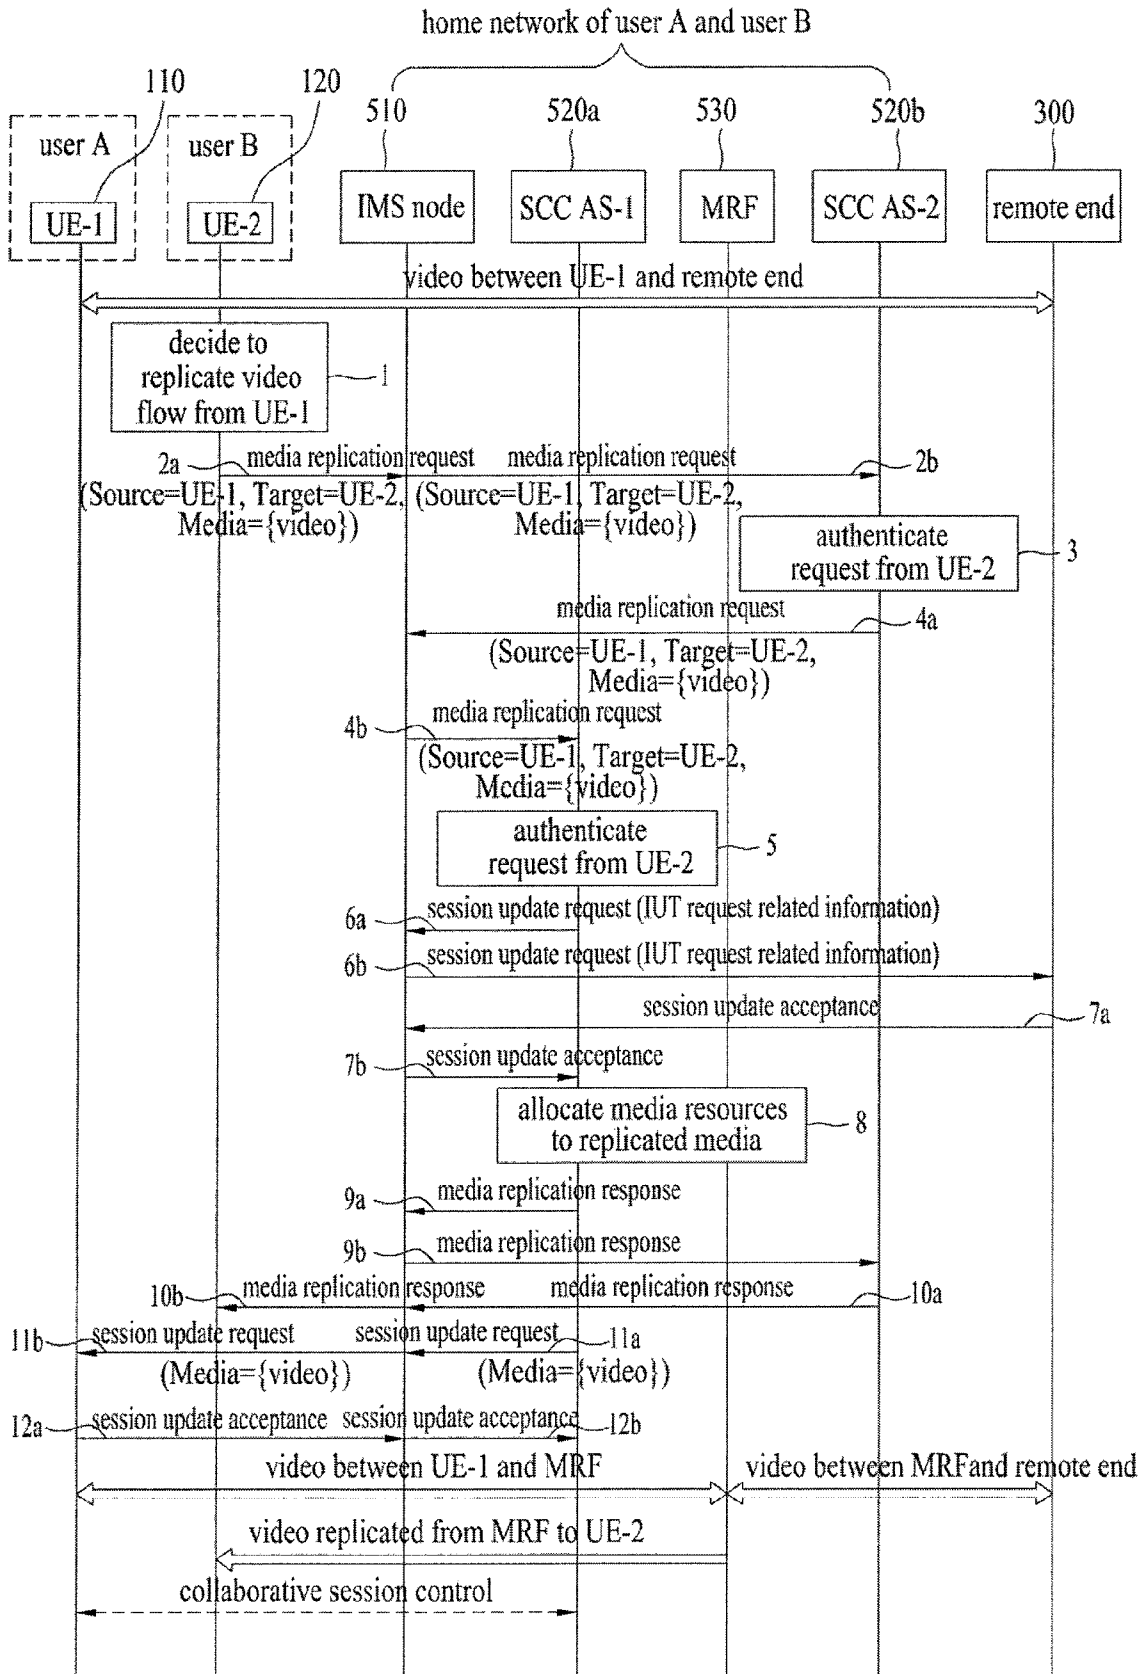 home network of user A and user B
110
120
510
520a
530
520b
300
user A
user B
UE-1
UE-2
IMS node
SCC AS-1
MRF
SCC AS-2
remote end
video between UE-1 and remote end
decide to
replicate video
flow from UE-1
1
2a
media replication request
media replication request
2b
(Source=UE-1, Target=UE-2,
Media={video})
(Source=UE-1, Target=UE-2,
Media={video})
authenticate
request from UE-2
3
media replication request
4a
(Source=UE-1, Target=UE-2,
Media={video})
media replication request
4b
(Source=UE-1, Target=UE-2,
Media={video})
authenticate
request from UE-2
5
session update request (IUT request related information)
6a
session update request (IUT request related information)
6b
session update acceptance
7a
session update acceptance
7b
allocate media resources
to replicated media
8
media replication response
9a
media replication response
9b
media replication response
10b
media replication response
10a
11b
session update request
session update request
11a
(Media={video})
(Media={video})
12a
session update acceptance
session update acceptance
12b
video between UE-1 and MRF
video between MRFand remote end
video replicated from MRF to UE-2
collaborative session control